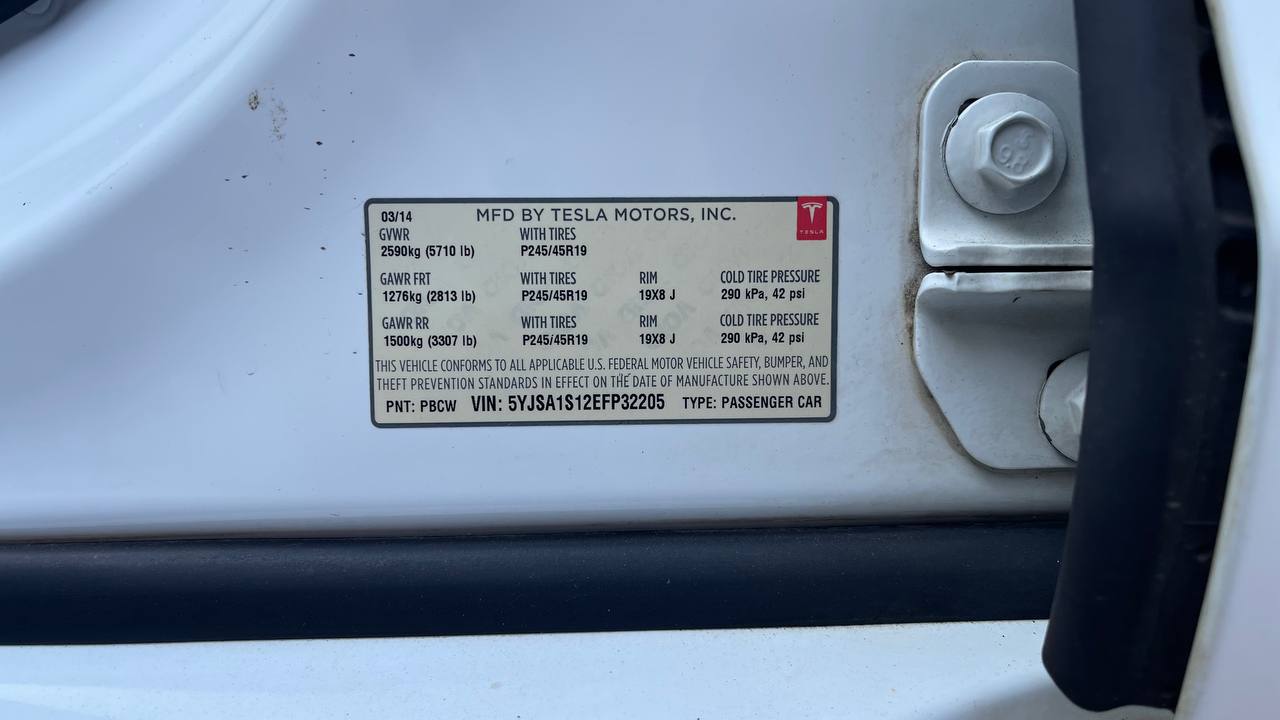 03/14 MFD BY TESLA MOTORS, INC.
TESLA
GVWR WITH TIRES
2590kg (5710 lb) P245/45R19
GAWR FRT WITH TIRES RIM COLD TIRE PRESSURE
1276kg (2813 lb) P245/45R19 19X8 J 290 kPa, 42 psi
GAWR RR WITH TIRES RIM COLD TIRE PRESSURE
1500kg (3307 lb) P245/45R19 19X8 J 290 kPa, 42 psi
THIS VEHICLE CONFORMS TO ALL APPLICABLE U.S. FEDERAL MOTOR VEHICLE SAFETY, BUMPER, AND
THEFT PREVENTION STANDARDS IN EFFECT ON THE DATE OF MANUFACTURE SHOWN ABOVE.
PNT: PBCW VIN: 5YJSA1S12EFP32205 TYPE: PASSENGER CAR